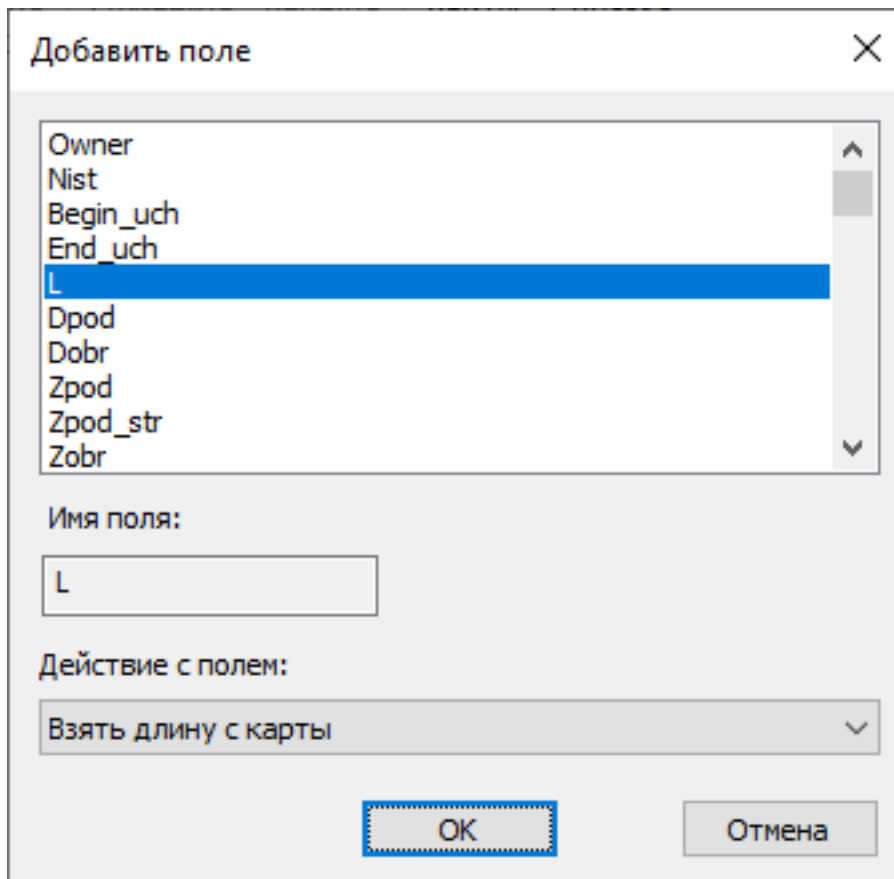 Добавить поле
Owner
Nist
Begin_uch
End_uch
L
Dpod
Dobr
Zpod
Zpod_str
Zobr
Имя поля:
L
Действие с полем:
Взять длину с карты
OK
Отмена